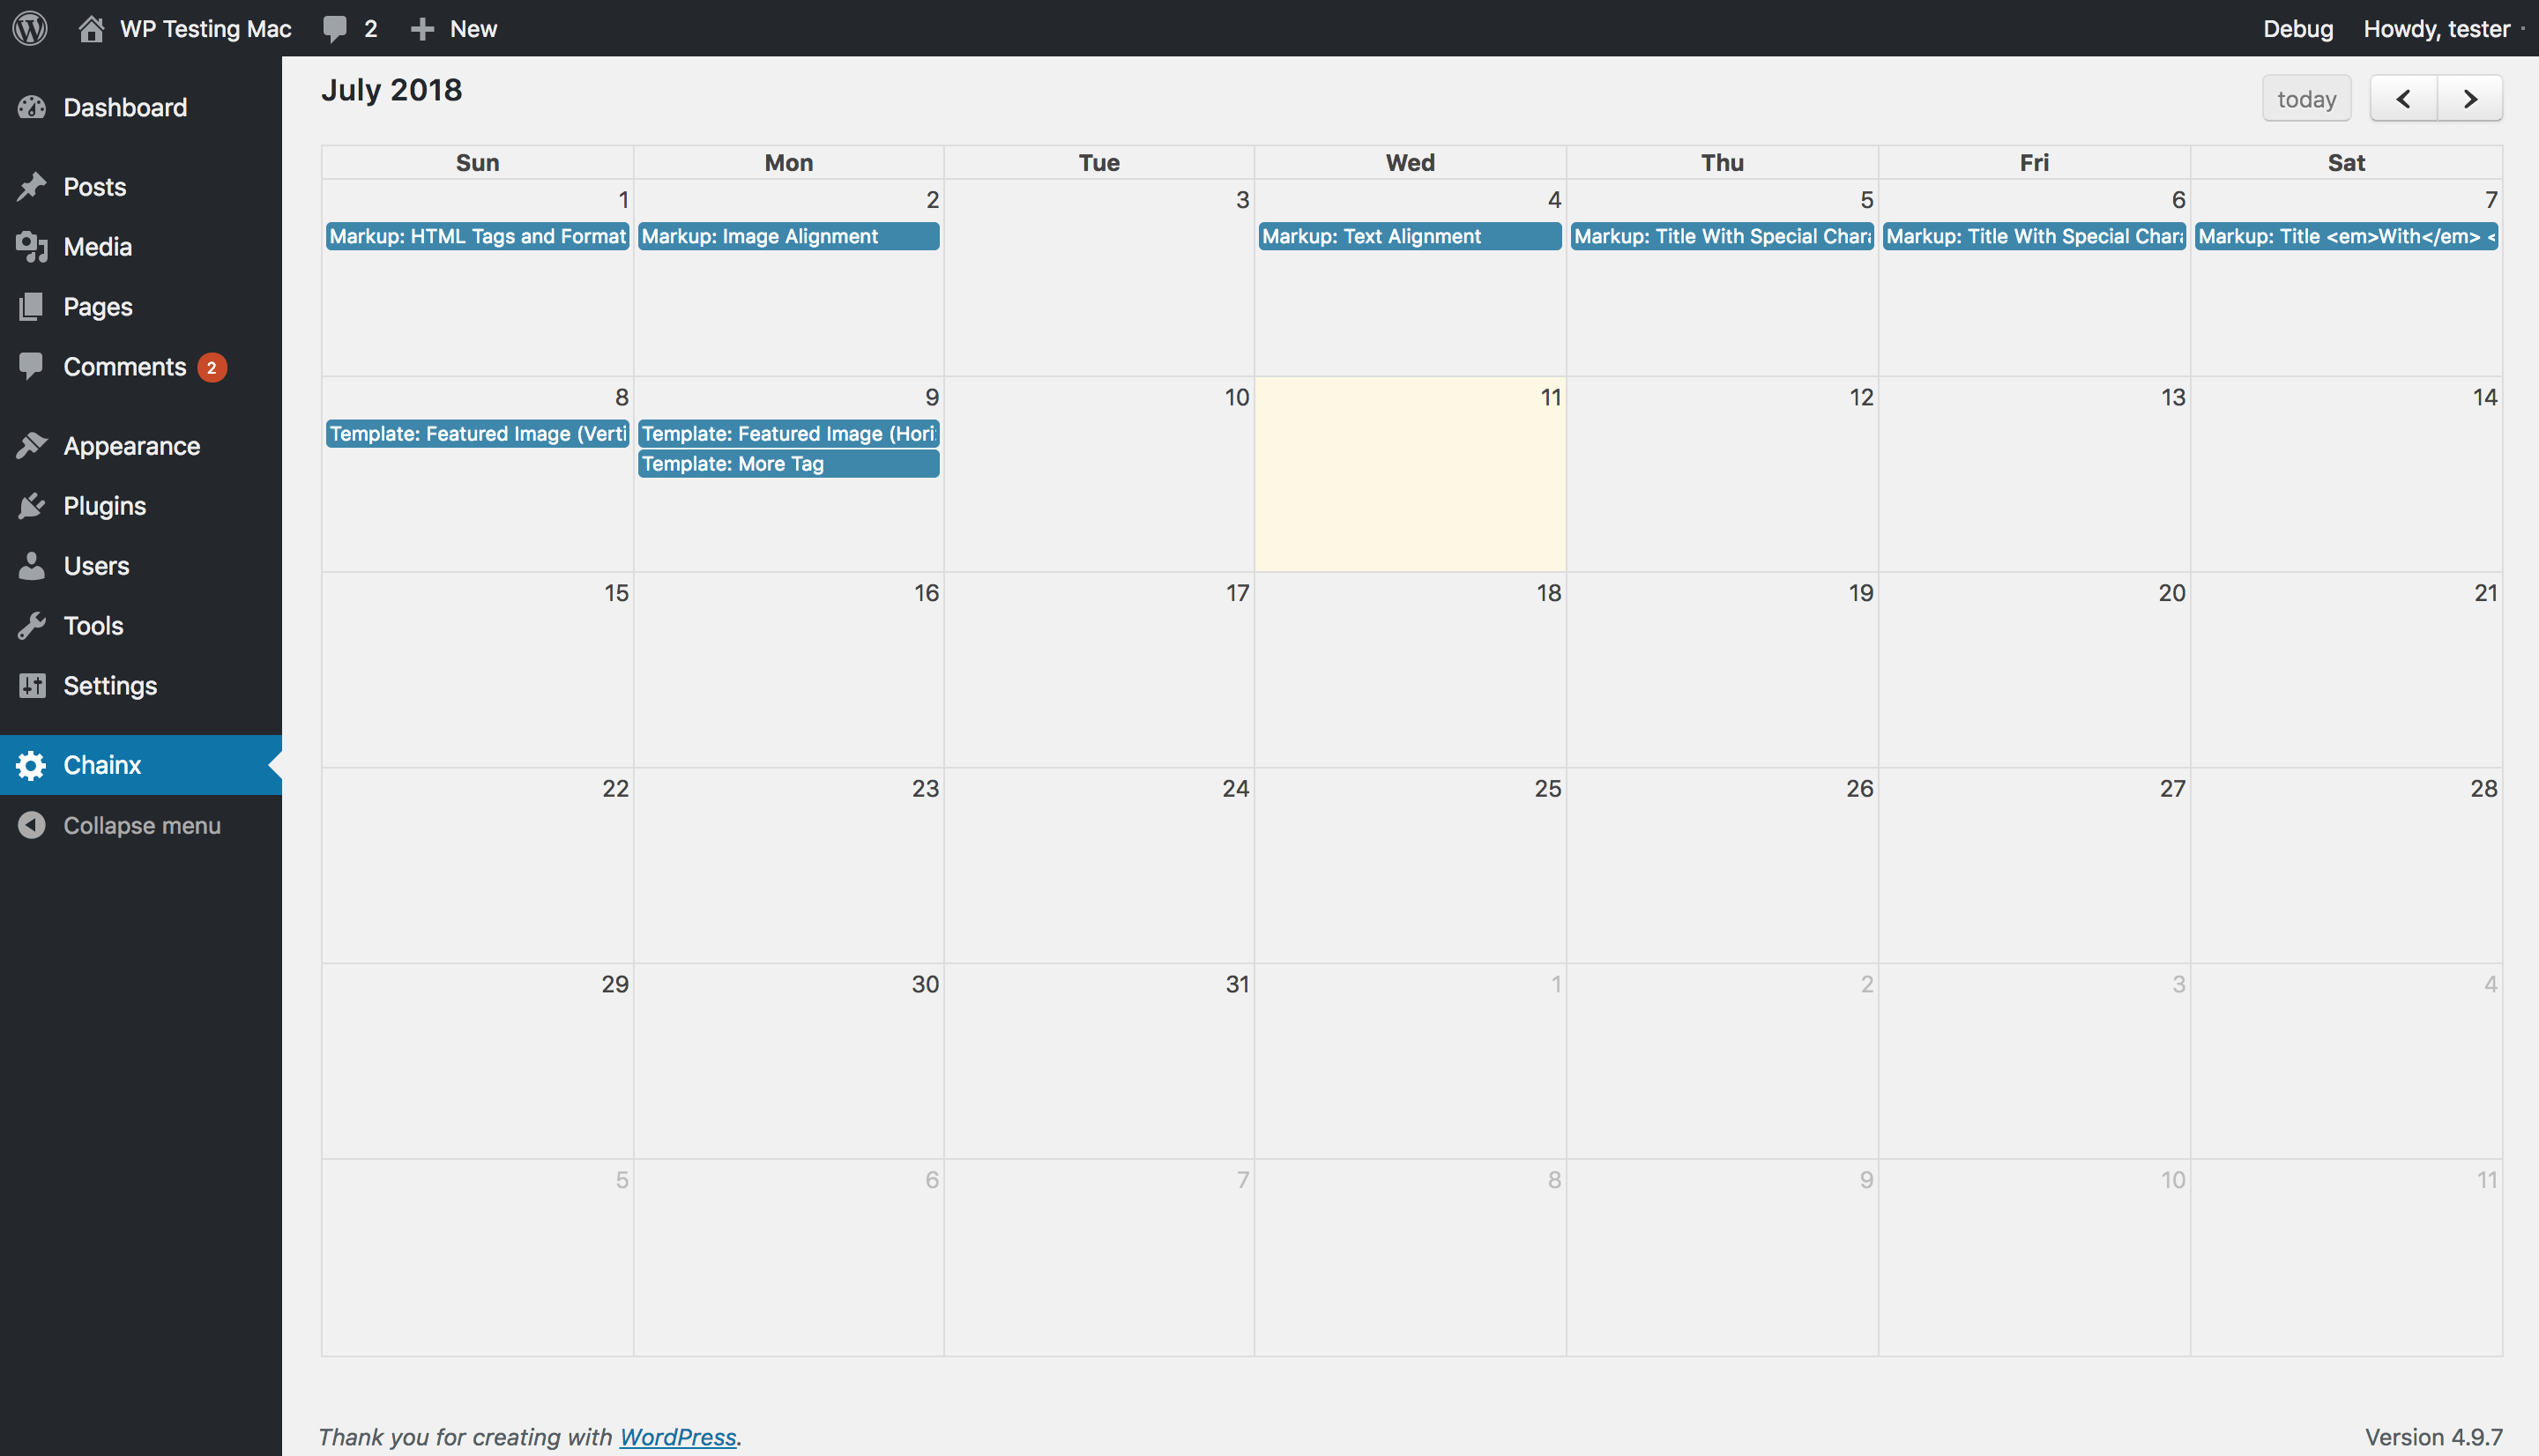 WP Testing Mac 2 New Debug Howdy, tester
Dashboard
Posts
Media
Pages
Comments 2
Appearance
Plugins
Users
Tools
Settings
Chainx
Collapse menu
July 2018 today
Sun Mon Tue Wed Thu Fri Sat
1 2 3 4 5 6 7
Markup: HTML Tags and Format Markup: Image Alignment Markup: Text Alignment Markup: Title With Special Chara Markup: Title With Special Chara Markup: Title <em>With</em> <
8 9 10 11 12 13 14
Template: Featured Image (Verti Template: Featured Image (Hori
Template: More Tag
15 16 17 18 19 20 21
22 23 24 25 26 27 28
29 30 31 1 2 3 4
5 6 7 8 9 10 11
Thank you for creating with WordPress. Version 4.9.7